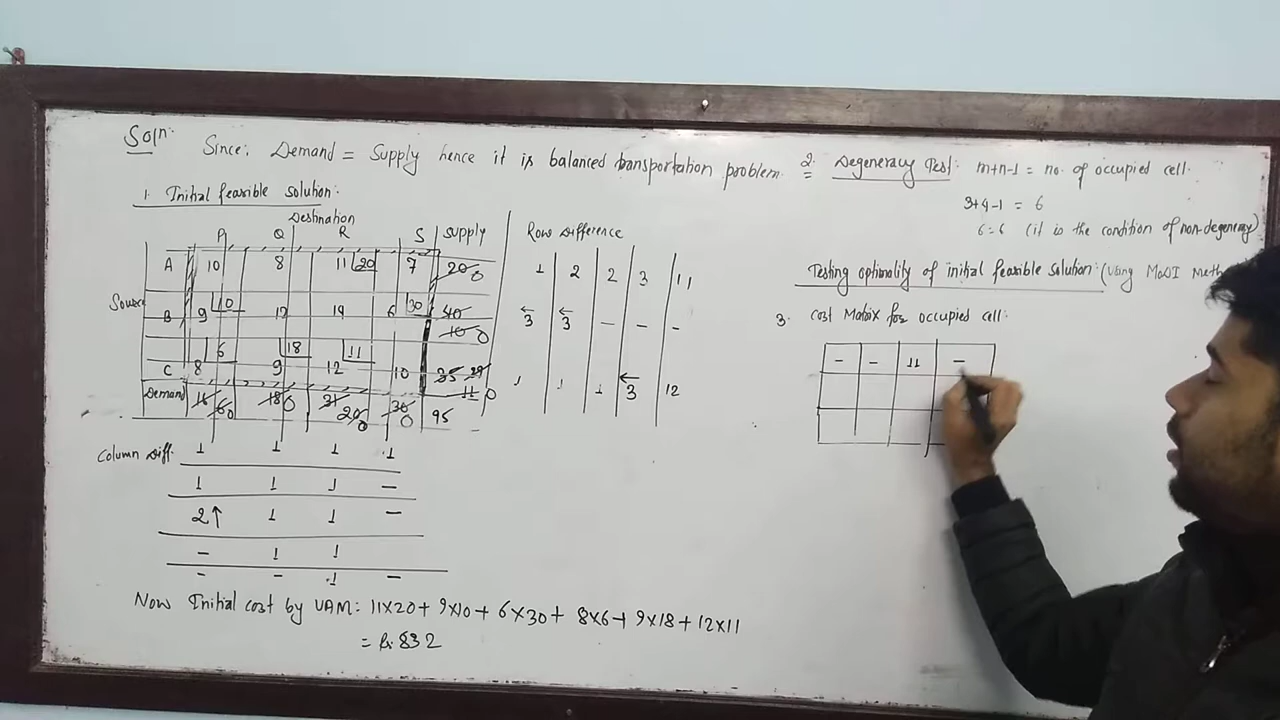 Soln.
Since: Demand = Supply hence it is balanced transportation problem.
1. Initial feasible solution:
Destination
P Q R S Supply
A 10 8 11 20 7 20 0
Source
B 9 10 12 14 6 30 40 10 0
C 8 6 9 18 12 11 10 35 29 11 0
Demand 16 6 0 18 0 31 20 0 30 0 95
Column Diff. 1 1 1 1
1 1 1 –
2↑ 1 1 –
– 1 1
– – 1 –
Row Difference
1 2 2 3 11
3 3 – – –
1 1 1 3 12
Now Initial cost by VAM: 11×20 + 9×10 + 6×30 + 8×6 + 9×18 + 12×11
= Rs. 832
2. Degeneracy Test: m+n-1 = no. of occupied cell.
3+4-1 = 6
6=6 (it is the condition of non-degeneracy)
Testing optimality of initial feasible solution: (Using MODI
3. Cost Matrix for occupied cell:
– – 11 –